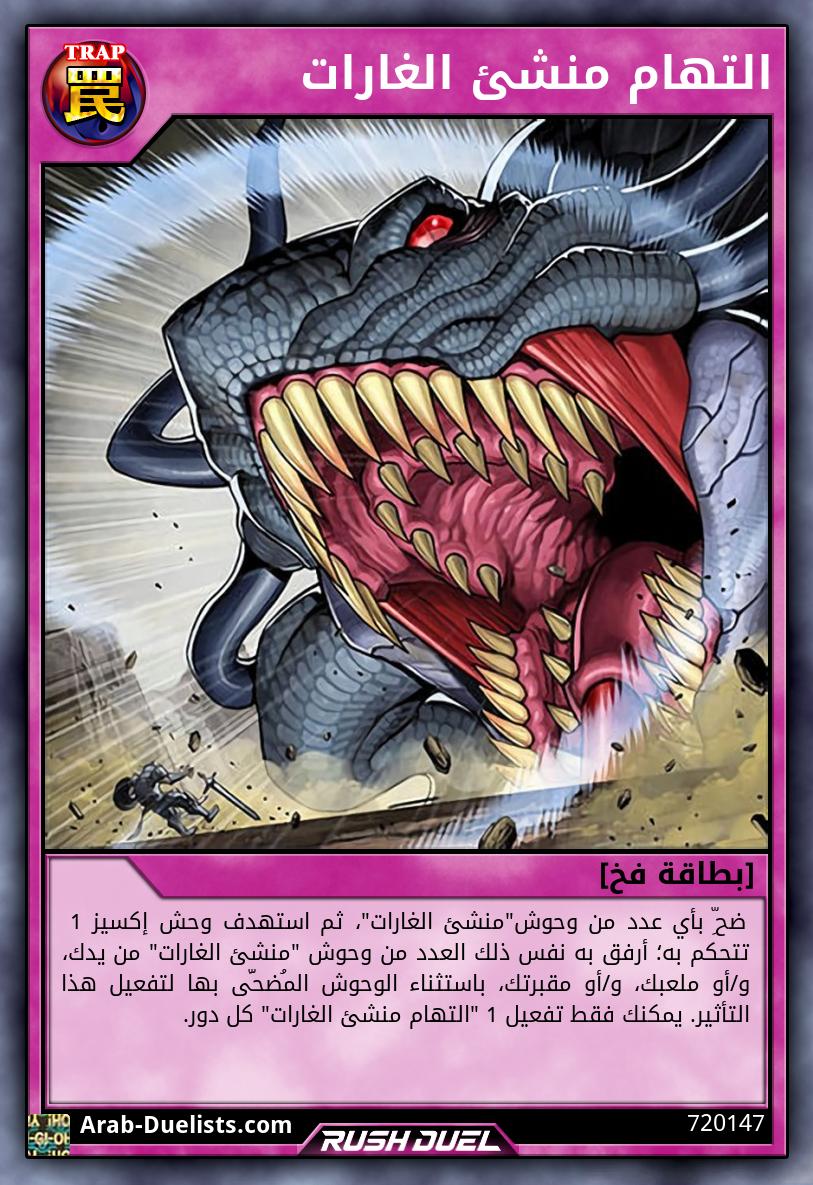 TRAP
罠
التهام منشئ الغارات
[بطاقة فخ]
ضحِّ بأي عدد من وحوش"منشئ الغارات"، ثم استهدف وحش إكسيز 1
تتحكم به؛ أرفق به نفس ذلك العدد من وحوش "منشئ الغارات" من يدك،
و/أو ملعبك، و/أو مقبرتك، باستثناء الوحوش المُضحّى بها لتفعيل هذا
التأثير. يمكنك فقط تفعيل 1 "التهام منشئ الغارات" كل دور.
Arab-Duelists.com
RUSH DUEL
720147